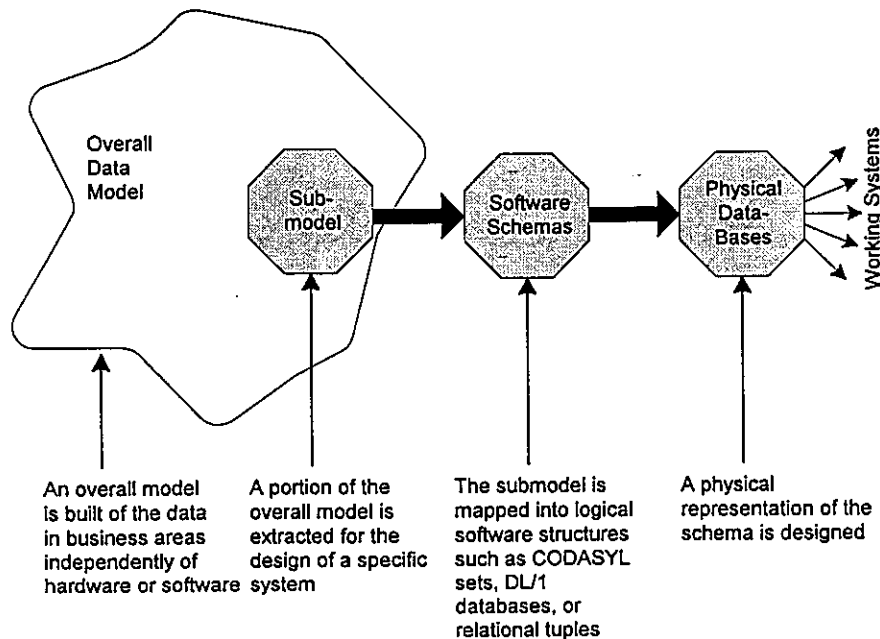 Overall
Data
Model
Sub-
model
Software
Schemas
Physical
Data-
Bases
Working Systems
An overall model
is built of the data
in business areas
independently of
hardware or software
A portion of the
overall model is
extracted for the
design of a specific
system
The submodel is
mapped into logical
software structures
such as CODASYL
sets, DL/1
databases, or
relational tuples
A physical
representation of the
schema is designed